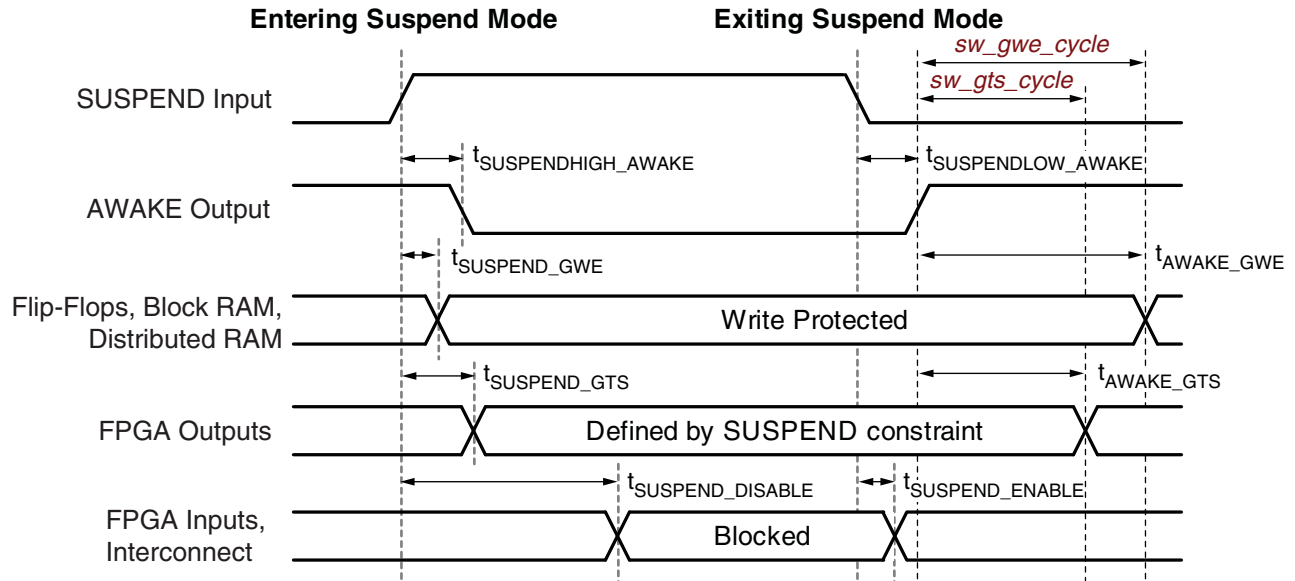 Entering Suspend Mode
Exiting Suspend Mode
sw_gwe_cycle
sw_gts_cycle
SUSPEND Input
tSUSPENDHIGH_AWAKE
tSUSPENDLOW_AWAKE
AWAKE Output
tSUSPEND_GWE
tAWAKE_GWE
Flip-Flops, Block RAM,
Distributed RAM
Write Protected
tSUSPEND_GTS
tAWAKE_GTS
FPGA Outputs
Defined by SUSPEND constraint
tSUSPEND_DISABLE
tSUSPEND_ENABLE
FPGA Inputs,
Interconnect
Blocked